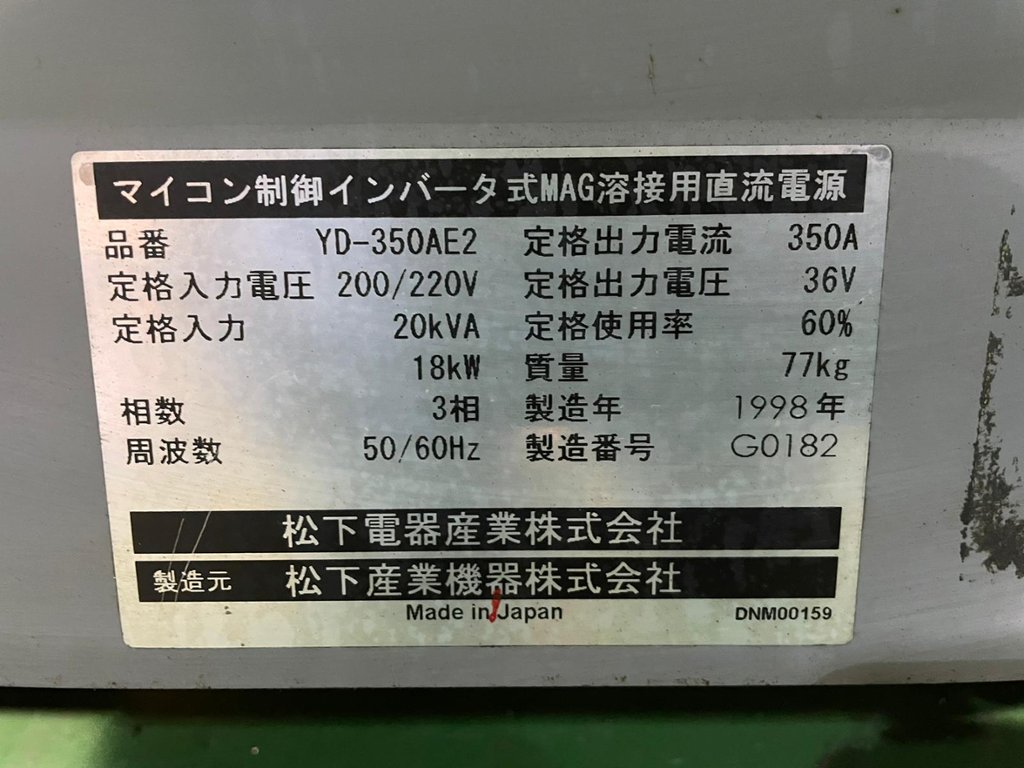 マイコン制御インバータ式MAG溶接用直流電源
品番 YD-350AE2 定格出力電流 350A
定格入力電圧 200/220V 定格出力電圧 36V
定格入力 20kVA 定格使用率 60%
18kW 質量 77kg
相数 3相 製造年 1998年
周波数 50/60Hz 製造番号 G0182
松下電器産業株式会社
製造元 松下産業機器株式会社
Made in Japan DNM00159